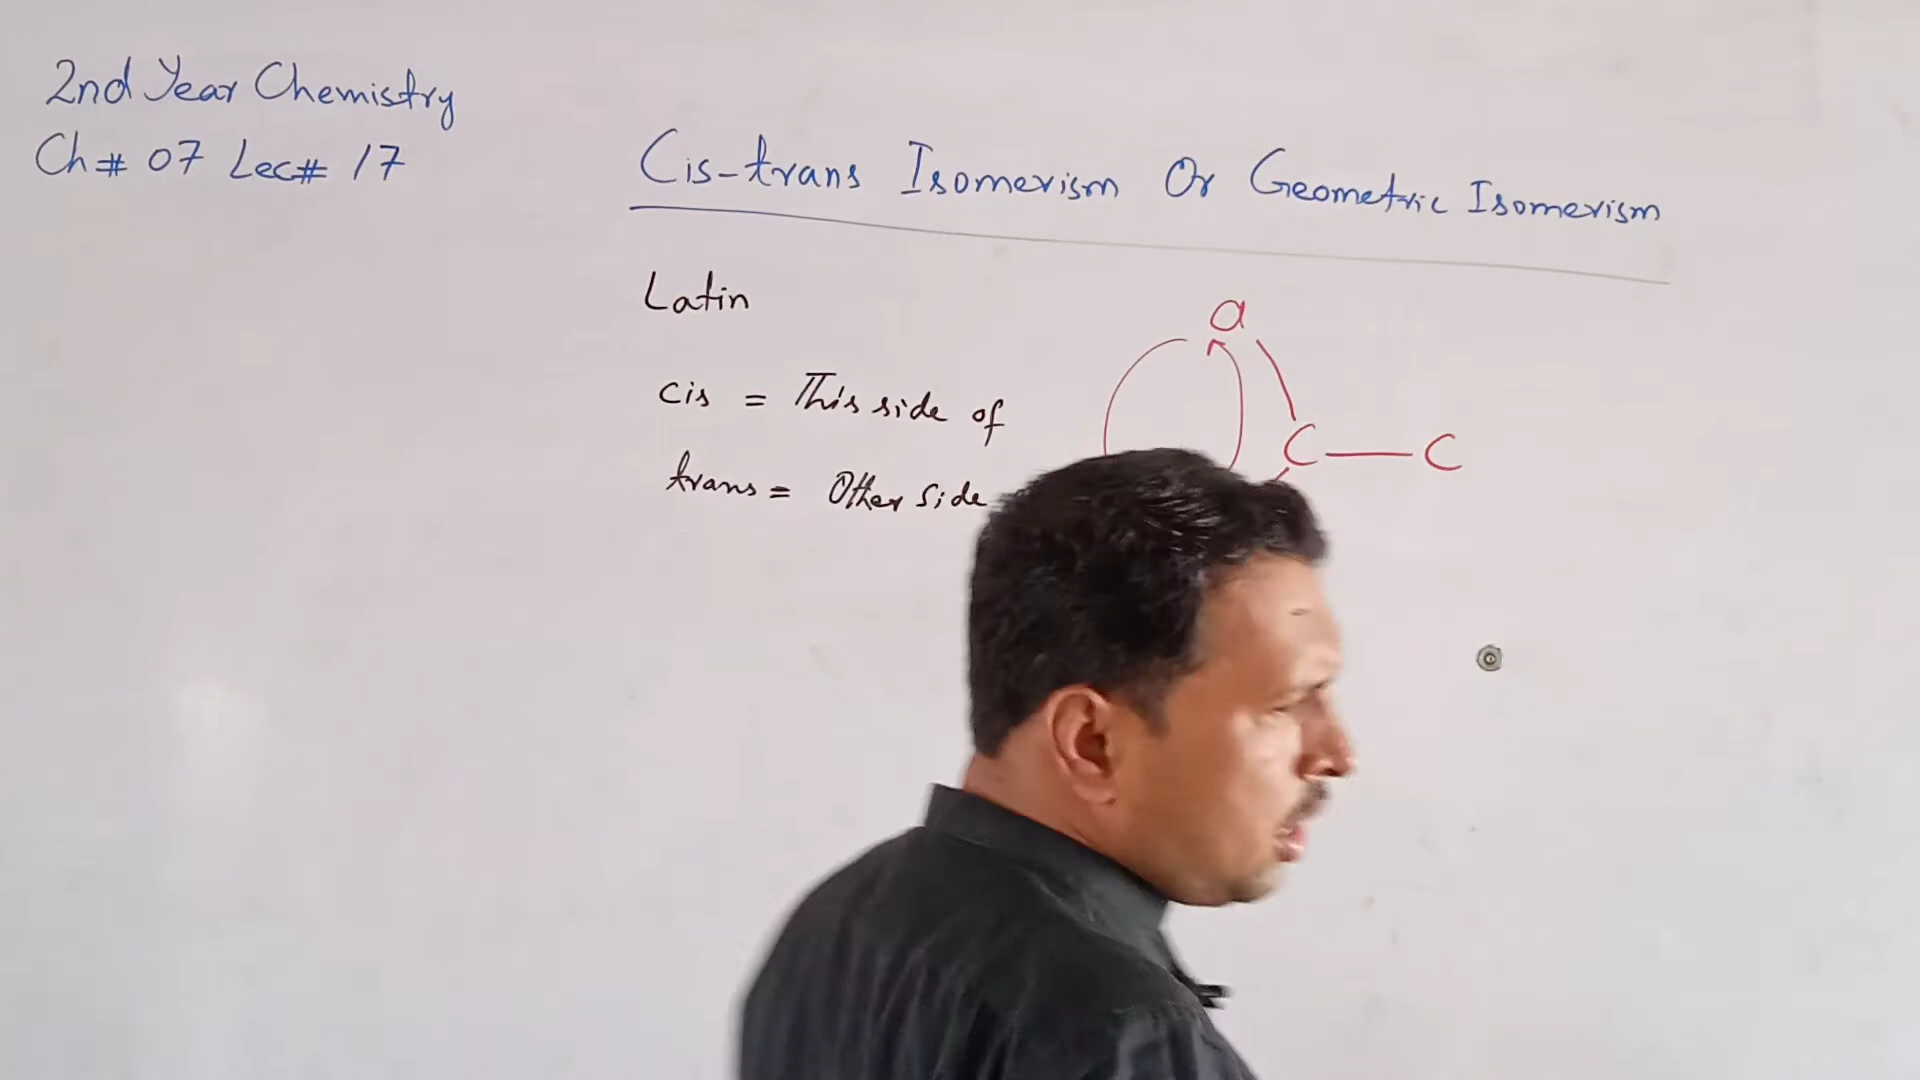 2nd Year Chemistry
Ch# 07 Lec# 17
Cis-trans Isomerism Or Geometric Isomerism
Latin
cis = This side of
trans = Other side
a
C — C